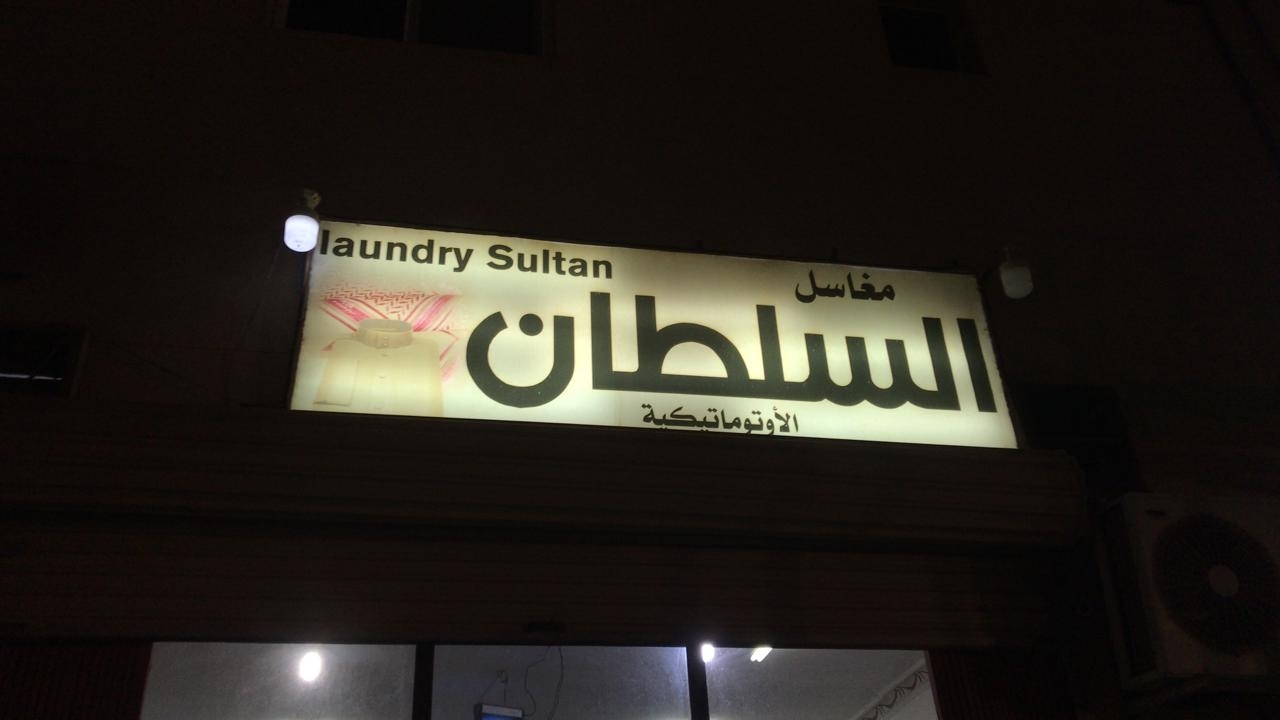 laundry Sultan
مغاسل
السلطان
الأوتوماتيكية